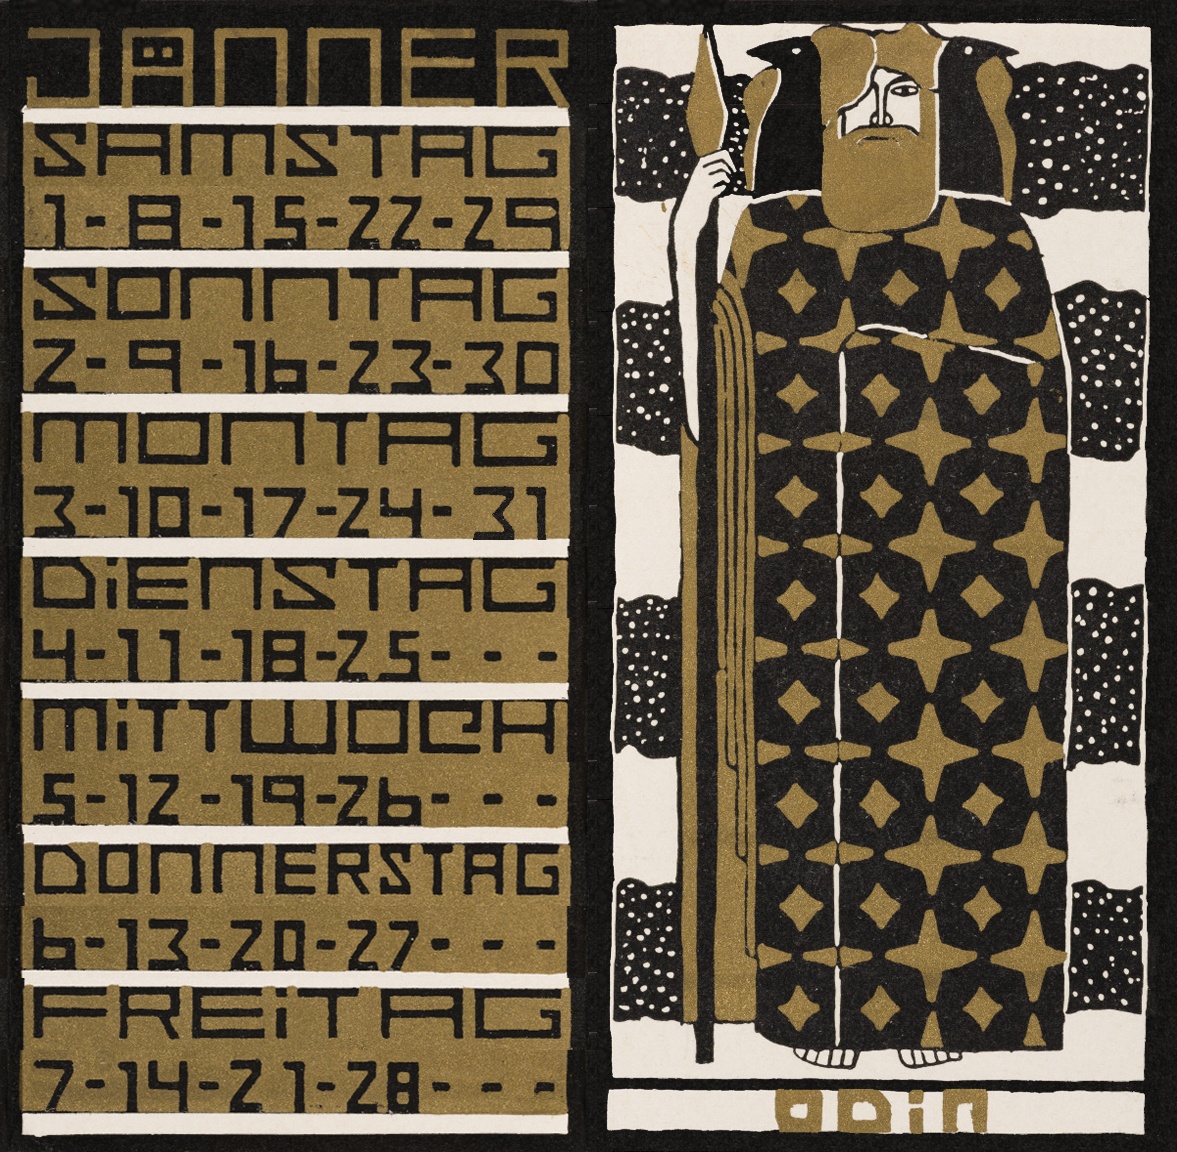 JÄNNER
SAMSTAG
1-8-15-22-29
SONNTAG
2-9-16-23-30
MONTAG
3-10-17-24-31
DiENSTAG
4-11-18-25- - -
MiTTWOCH
5-12-19-26- - -
DONNERSTAG
6-13-20-27- - -
FREiTAG
7-14-21-28- - -
ODiN